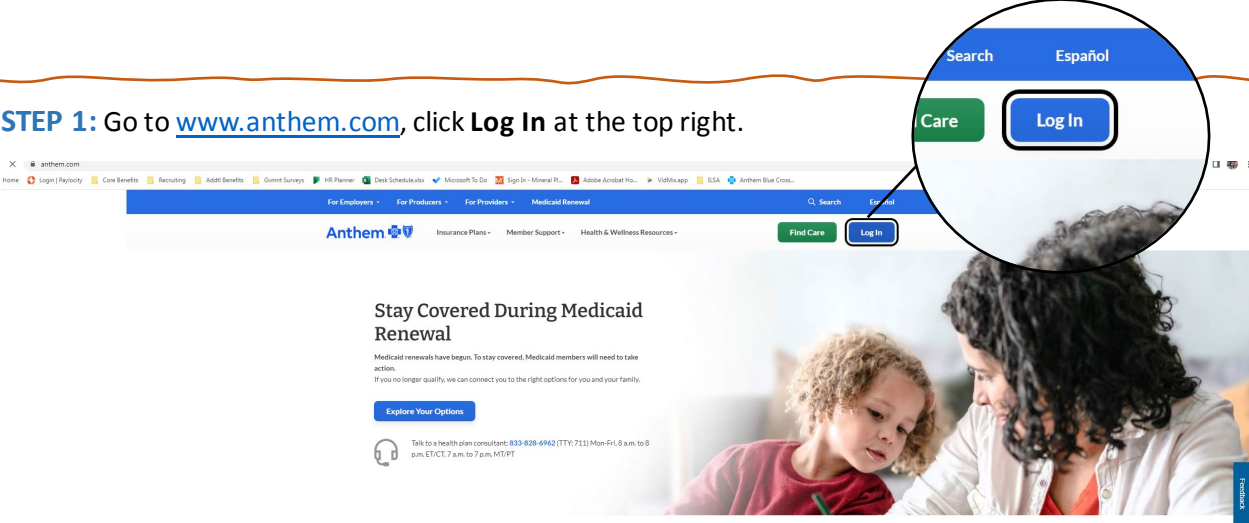 Search Español
Care Log In
STEP 1: Go to www.anthem.com, click Log In at the top right.
anthem.com
Home Login | Paylocity Core Benefits Recruiting Addtl Benefits Gvmnt Surveys HR Planner Desk Schedule.xlsx Microsoft To Do Sign In - Mineral Pl... Adobe Acrobat Ho... VidMix.app ILSA Anthem Blue Cross...
For Employers For Producers For Providers Medicaid Renewal Search Español
Anthem Insurance Plans Member Support Health & Wellness Resources Find Care Log In
Stay Covered During Medicaid
Renewal
Medicaid renewals have begun. To stay covered, Medicaid members will need to take
action.
If you no longer qualify, we can connect you to the right options for you and your family.
Explore Your Options
Talk to a health plan consultant: 833-828-6962 (TTY: 711) Mon-Fri, 8 a.m. to 8
p.m. ET/CT, 7 a.m. to 7 p.m. MT/PT
Feedback